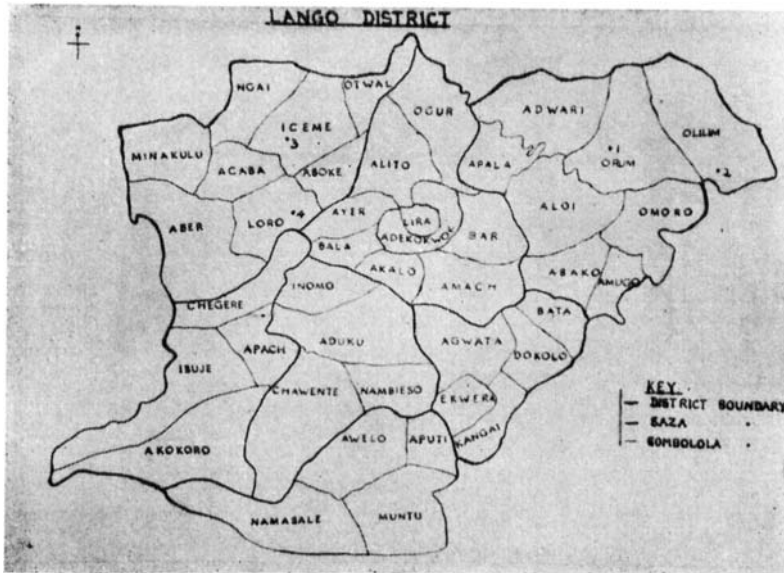 LANGO DISTRICT
OTWAL
NGAI
OGUR
ADWARI
ICEME
*3
OLILIM
MINAKULU
*1
APALA
ORUM
*2
ACABA
ABOKE
ALITO
ABER
LORO *4
AYER
LIRA
ALOI
OMORO
ADEKOKWOK
BAR
BALA
AKALO
INOMO
AMACH
ABAKO
AMUGO
CHEGERE
BATA
ADUKU
AGWATA
IBUJE
APACH
DOKOLO
CHAWENTE
NAMBIESO
EKWERA
KEY
DISTRICT BOUNDARY
SAZA "
GOMBOLOLA "
KANGAI
AWELO
APUTI
AKOKORO
NAMASALE
MUNTU